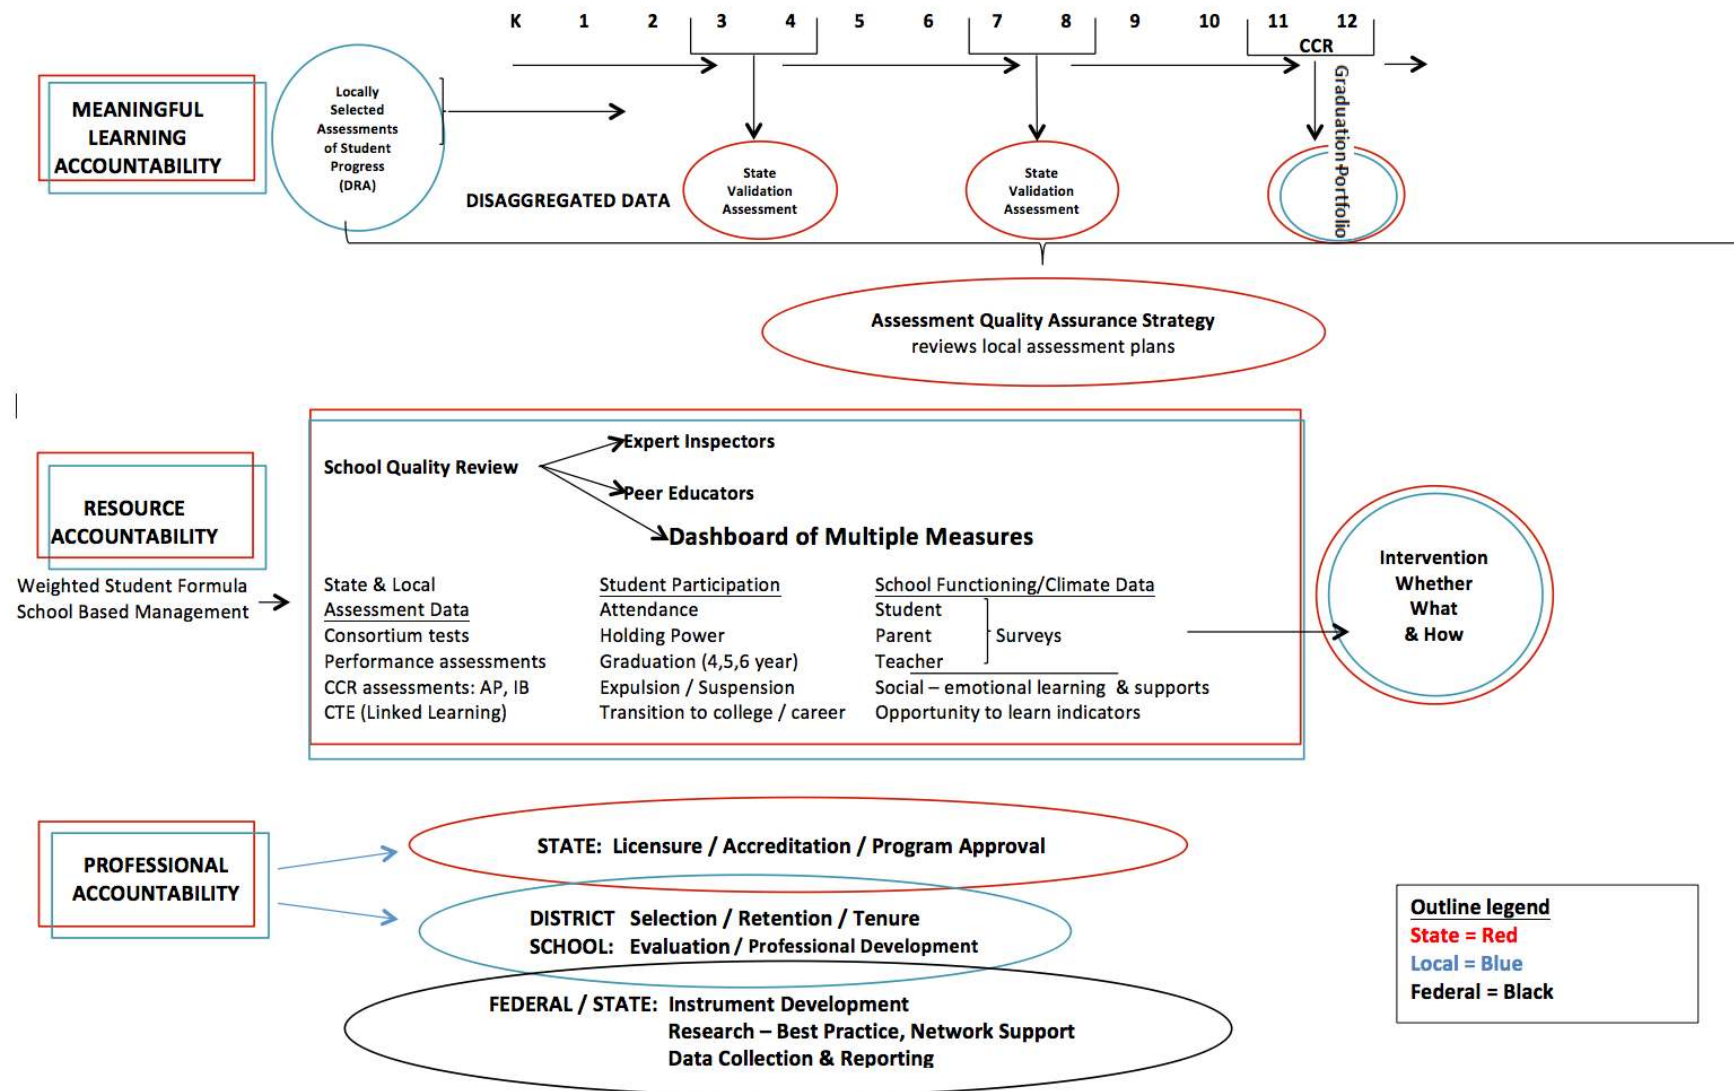 K 1 2 3 4 5 6 7 8 9 10 11 12
CCR
MEANINGFUL
LEARNING
ACCOUNTABILITY
Locally
Selected
Assessments
of Student
Progress
(DRA)
DISAGGREGATED DATA
State
Validation
Assessment
State
Validation
Assessment
Graduation Portfolio
Assessment Quality Assurance Strategy
reviews local assessment plans
RESOURCE
ACCOUNTABILITY
Weighted Student Formula
School Based Management
School Quality Review
Expert Inspectors
Peer Educators
Dashboard of Multiple Measures
State & Local
Assessment Data
Consortium tests
Performance assessments
CCR assessments: AP, IB
CTE (Linked Learning)
Student Participation
Attendance
Holding Power
Graduation (4,5,6 year)
Expulsion / Suspension
Transition to college / career
School Functioning/Climate Data
Student
Parent
Teacher
Surveys
Social – emotional learning & supports
Opportunity to learn indicators
Intervention
Whether
What
& How
PROFESSIONAL
ACCOUNTABILITY
STATE: Licensure / Accreditation / Program Approval
DISTRICT Selection / Retention / Tenure
SCHOOL: Evaluation / Professional Development
FEDERAL / STATE: Instrument Development
Research – Best Practice, Network Support
Data Collection & Reporting
Outline legend
State = Red
Local = Blue
Federal = Black